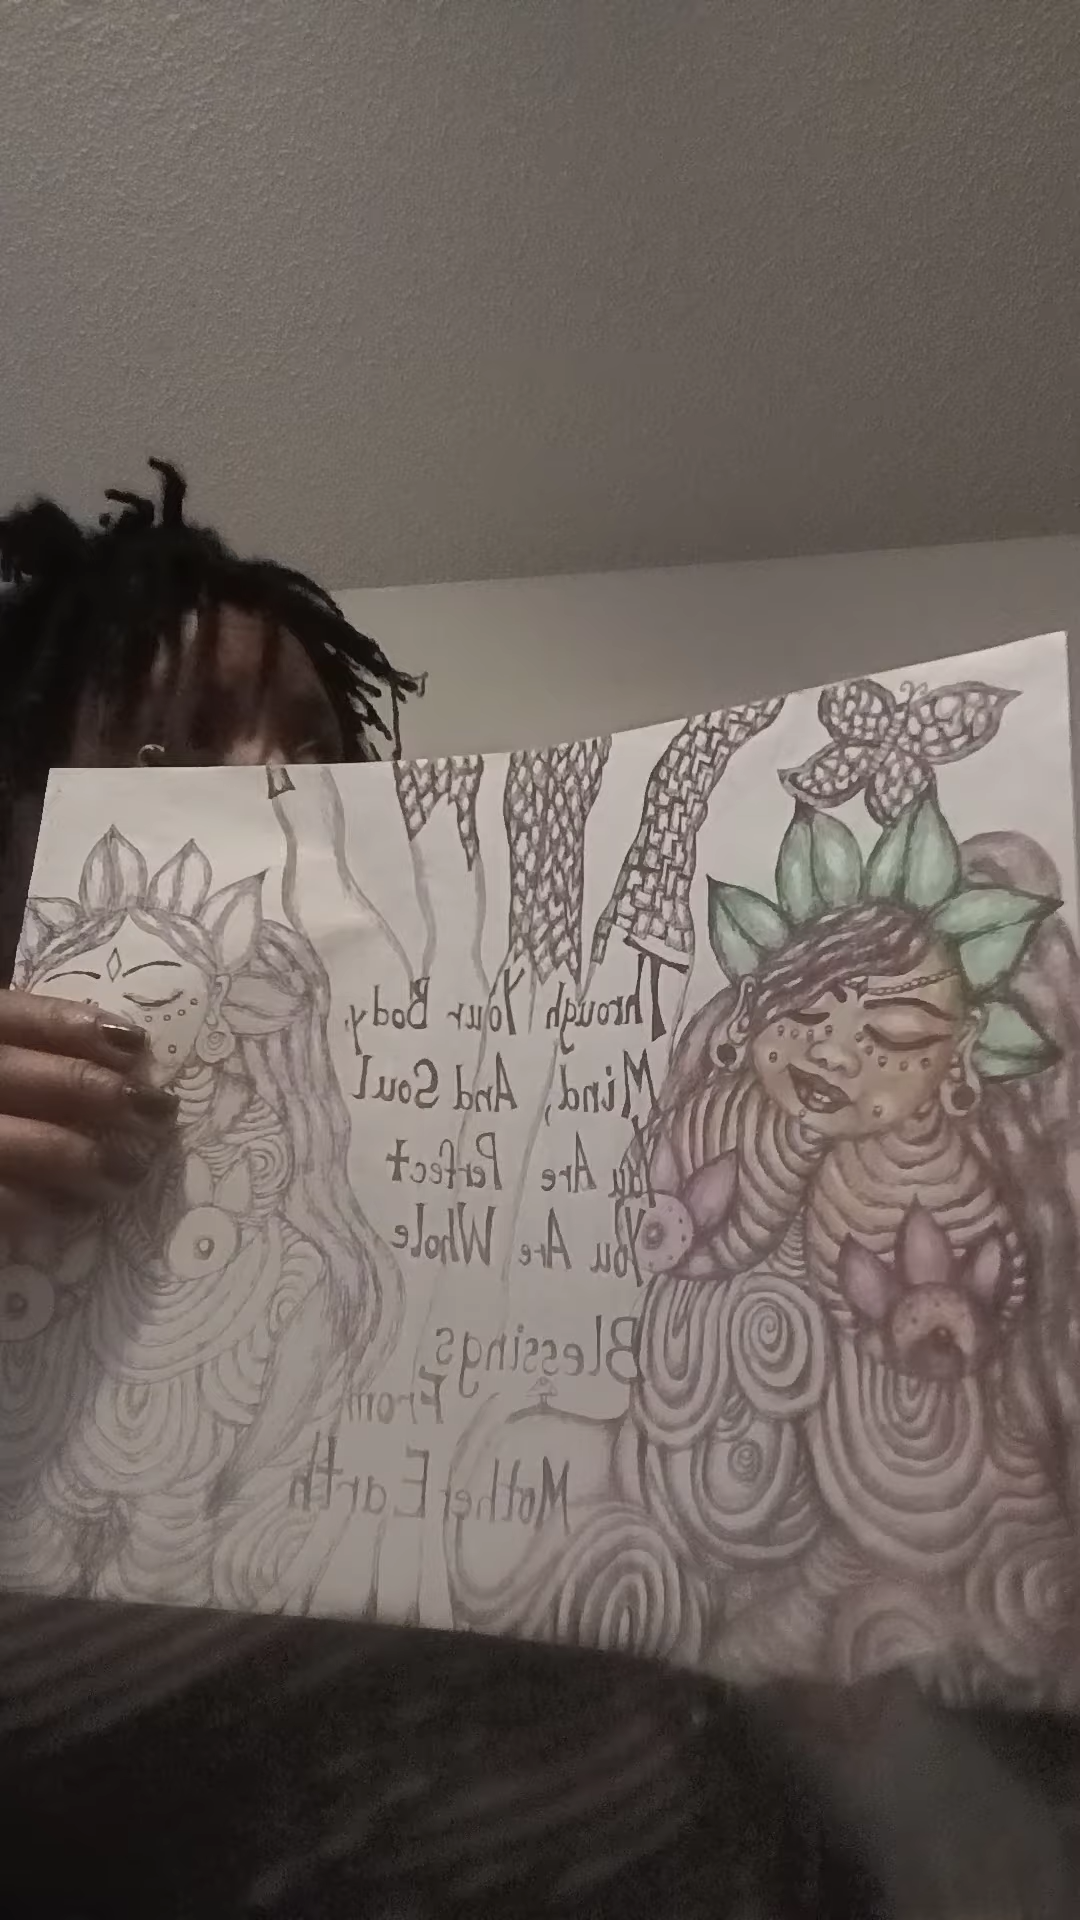 Through Your Body,
Mind, And Soul
You Are Perfect
You Are Whole
Blessings
From
Mother Earth